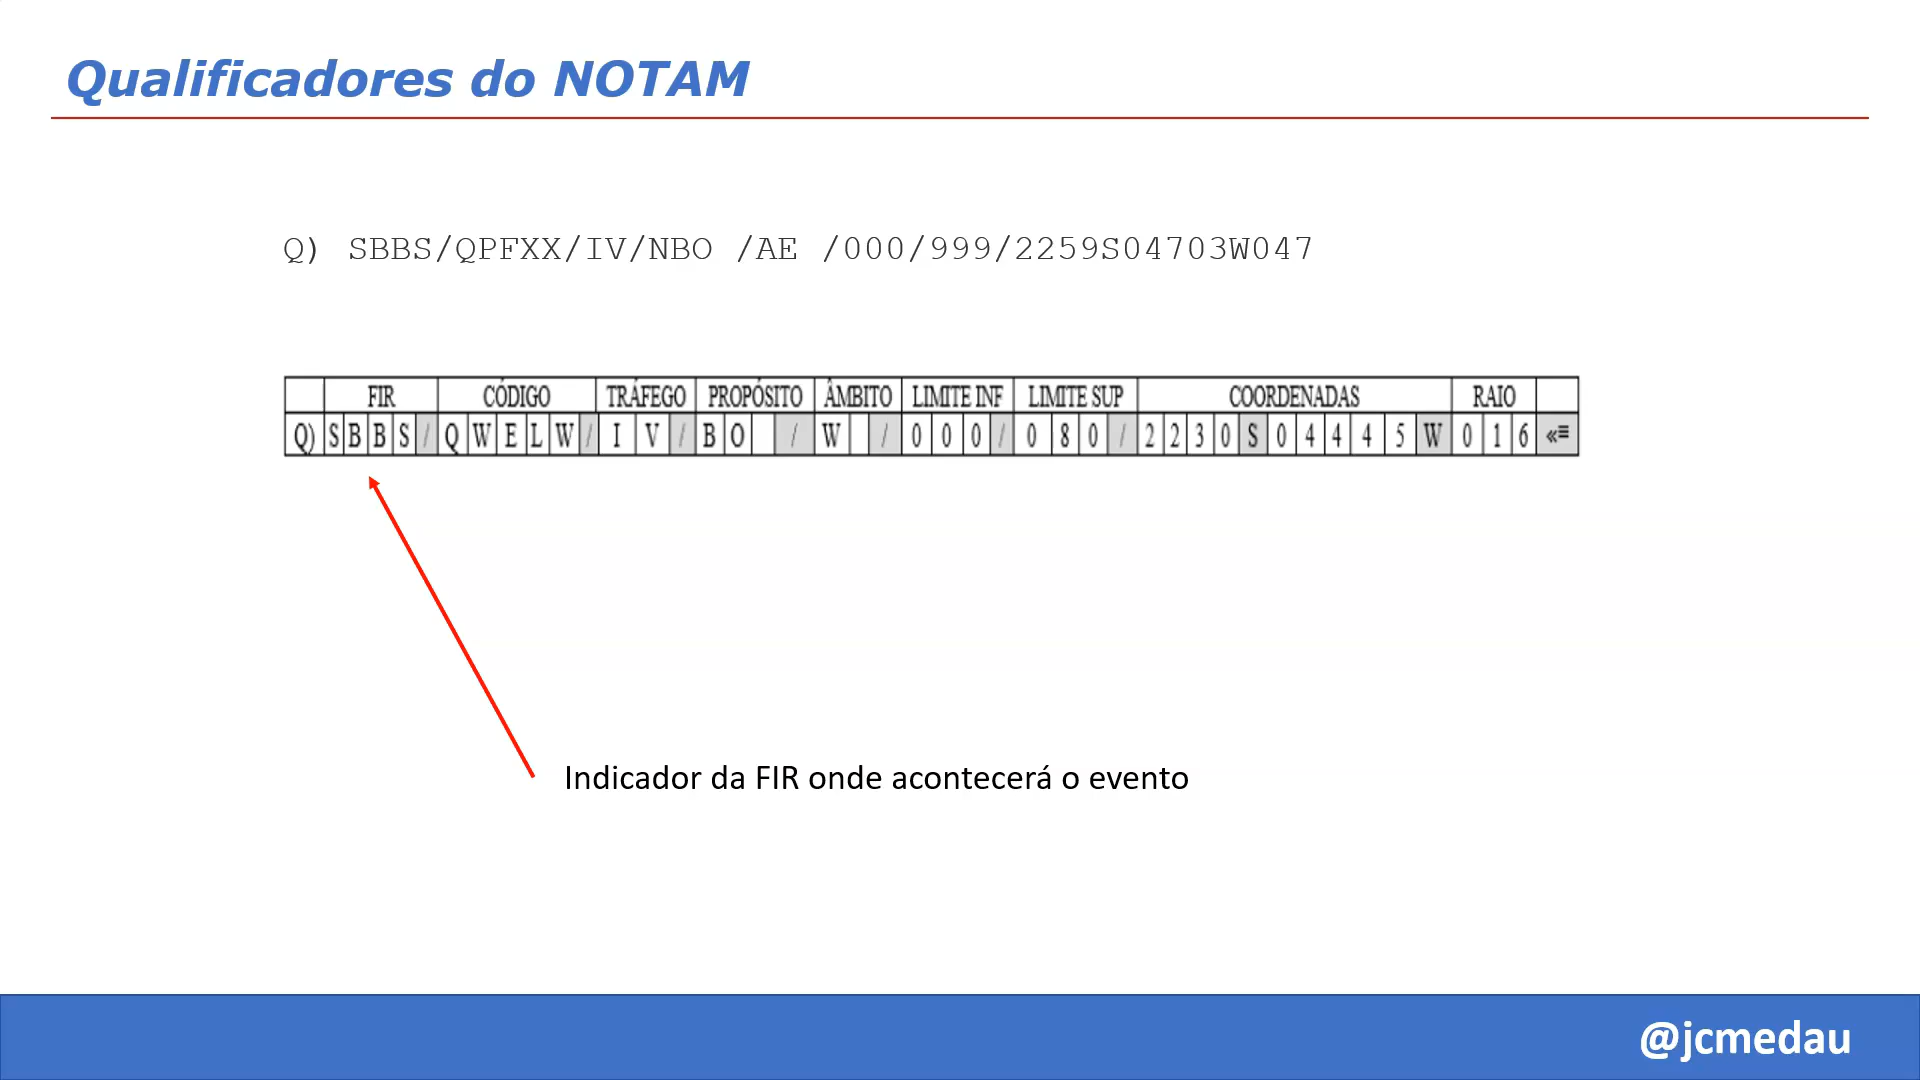 Qualificadores do NOTAM
Q) SBBS/QPFXX/IV/NBO /AE /000/999/2259S04703W047
FIR CÓDIGO TRÁFEGO PROPÓSITO ÂMBITO LIMITE INF LIMITE SUP COORDENADAS RAIO
Q) S B B S / Q W E L W / I V / B O / W / 0 0 0 / 0 8 0 / 2 2 3 0 S 0 4 4 4 5 W 0 1 6 «≡
Indicador da FIR onde acontecerá o evento
@jcmedau